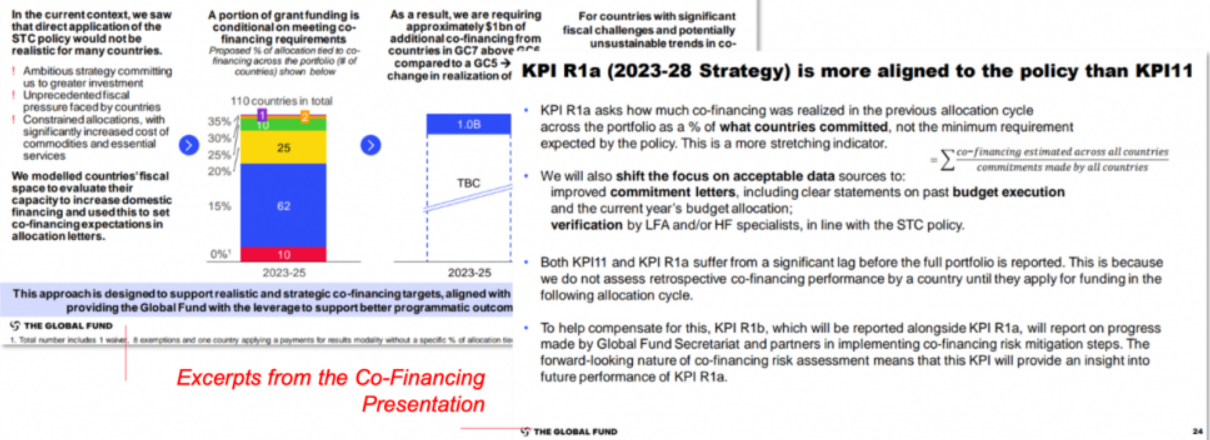 In the current context, we saw
that direct application of the
STC policy would not be
realistic for many countries.
! Ambitious strategy committing
us to greater investment
! Unprecedented fiscal
pressure faced by countries
! Constrained allocations, with
significantly increased cost of
commodities and essential
services
We modelled countries' fiscal
space to evaluate their
capacity to increase domestic
financing and used this to set
co-financing expectations in
allocation letters.
A portion of grant funding is
conditional on meeting co-
financing requirements
Proposed % of allocation tied to co-
financing across the portfolio (# of
countries) shown below
110 countries in total
1
2
35%
10
30%
25
25%
20%
62
15%
0%¹
10
2023-25
As a result, we are requiring
approximately $1bn of
additional co-financing from
countries in GC7 above GC6
compared to a GC5 →
change in realization of
1.0B
TBC
2023-25
For countries with significant
fiscal challenges and potentially
unsustainable trends in co-
This approach is designed to support realistic and strategic co-financing targets, aligned with
providing the Global Fund with the leverage to support better programmatic outcom
THE GLOBAL FUND
1. Total number includes 1 waiver, 8 exemptions and one country applying a payments for results modality without a specific % of allocation tie
Excerpts from the Co-Financing
Presentation
KPI R1a (2023-28 Strategy) is more aligned to the policy than KPI11
• KPI R1a asks how much co-financing was realized in the previous allocation cycle
across the portfolio as a % of what countries committed, not the minimum requirement
expected by the policy. This is a more stretching indicator.
= ∑ co-financing estimated across all countries
commitments made by all countries
• We will also shift the focus on acceptable data sources to:
improved commitment letters, including clear statements on past budget execution
and the current year's budget allocation;
verification by LFA and/or HF specialists, in line with the STC policy.
• Both KPI11 and KPI R1a suffer from a significant lag before the full portfolio is reported. This is because
we do not assess retrospective co-financing performance by a country until they apply for funding in the
following allocation cycle.
• To help compensate for this, KPI R1b, which will be reported alongside KPI R1a, will report on progress
made by Global Fund Secretariat and partners in implementing co-financing risk mitigation steps. The
forward-looking nature of co-financing risk assessment means that this KPI will provide an insight into
future performance of KPI R1a.
THE GLOBAL FUND
24